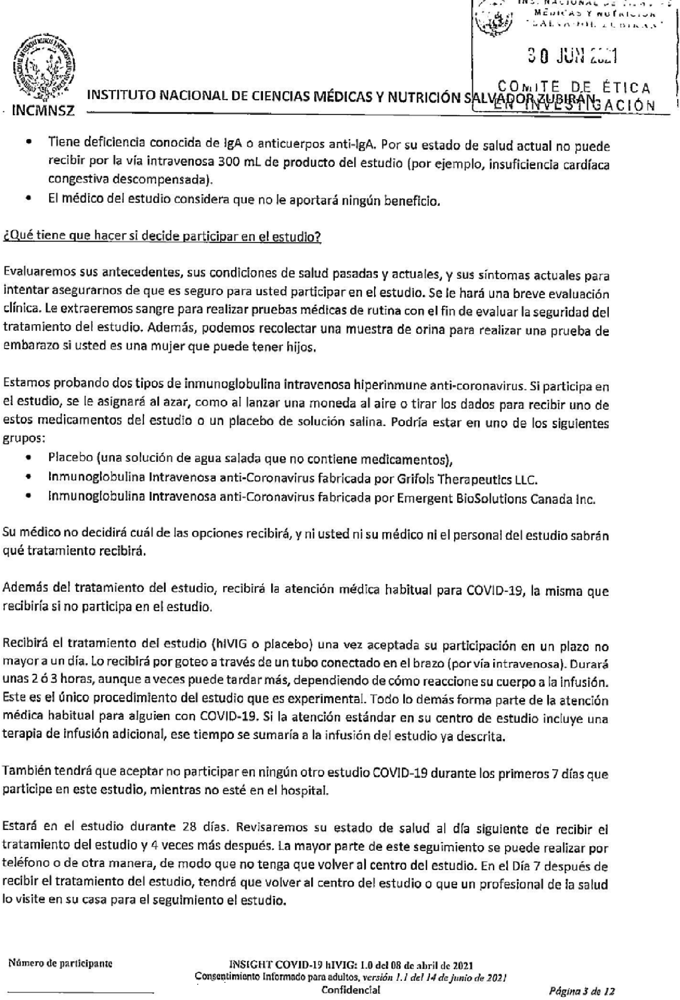 MÉDICAS Y NUTRICIÓN
30 JUN 2021
COMITÉ DE ÉTICA
EN INVESTIGACIÓN
INCMNSZ
INSTITUTO NACIONAL DE CIENCIAS MÉDICAS Y NUTRICIÓN SALVADOR ZUBIRÁN
• Tiene deficiencia conocida de IgA o anticuerpos anti-IgA. Por su estado de salud actual no puede
recibir por la vía intravenosa 300 mL de producto del estudio (por ejemplo, insuficiencia cardíaca
congestiva descompensada).
• El médico del estudio considera que no le aportará ningún beneficio.
¿Qué tiene que hacer si decide participar en el estudio?
Evaluaremos sus antecedentes, sus condiciones de salud pasadas y actuales, y sus síntomas actuales para
intentar asegurarnos de que es seguro para usted participar en el estudio. Se le hará una breve evaluación
clínica. Le extraeremos sangre para realizar pruebas médicas de rutina con el fin de evaluar la seguridad del
tratamiento del estudio. Además, podemos recolectar una muestra de orina para realizar una prueba de
embarazo si usted es una mujer que puede tener hijos.
Estamos probando dos tipos de inmunoglobulina intravenosa hiperinmune anti-coronavirus. Si participa en
el estudio, se le asignará al azar, como al lanzar una moneda al aire o tirar los dados para recibir uno de
estos medicamentos del estudio o un placebo de solución salina. Podría estar en uno de los siguientes
grupos:
• Placebo (una solución de agua salada que no contiene medicamentos),
• Inmunoglobulina Intravenosa anti-Coronavirus fabricada por Grifols Therapeutics LLC.
• Inmunoglobulina Intravenosa anti-Coronavirus fabricada por Emergent BioSolutions Canada Inc.
Su médico no decidirá cuál de las opciones recibirá, y ni usted ni su médico ni el personal del estudio sabrán
qué tratamiento recibirá.
Además del tratamiento del estudio, recibirá la atención médica habitual para COVID-19, la misma que
recibiría si no participa en el estudio.
Recibirá el tratamiento del estudio (hIVIG o placebo) una vez aceptada su participación en un plazo no
mayor a un día. Lo recibirá por goteo a través de un tubo conectado en el brazo (por vía intravenosa). Durará
unas 2 ó 3 horas, aunque a veces puede tardar más, dependiendo de cómo reaccione su cuerpo a la infusión.
Este es el único procedimiento del estudio que es experimental. Todo lo demás forma parte de la atención
médica habitual para alguien con COVID-19. Si la atención estándar en su centro de estudio incluye una
terapia de infusión adicional, ese tiempo se sumaría a la infusión del estudio ya descrita.
También tendrá que aceptar no participar en ningún otro estudio COVID-19 durante los primeros 7 días que
participe en este estudio, mientras no esté en el hospital.
Estará en el estudio durante 28 días. Revisaremos su estado de salud al día siguiente de recibir el
tratamiento del estudio y 4 veces más después. La mayor parte de este seguimiento se puede realizar por
teléfono o de otra manera, de modo que no tenga que volver al centro del estudio. En el Día 7 después de
recibir el tratamiento del estudio, tendrá que volver al centro del estudio o que un profesional de la salud
lo visite en su casa para el seguimiento el estudio.
Número de participante
INSIGHT COVID-19 hIVIG: 1.0 del 08 de abril de 2021
Consentimiento Informado para adultos, versión 1.1 del 14 de junio de 2021
Confidencial
Página 3 de 12